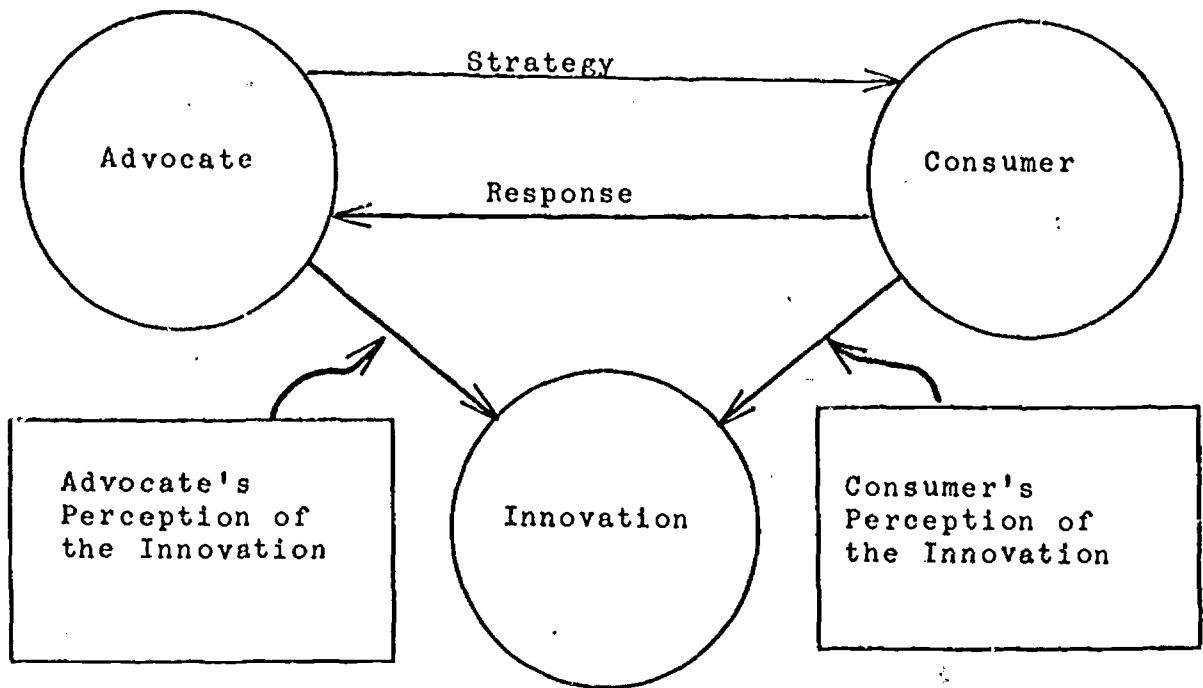 Strategy
Advocate
Consumer
Response
Advocate's
Perception of
the Innovation
Innovation
Consumer's
Perception of
the Innovation